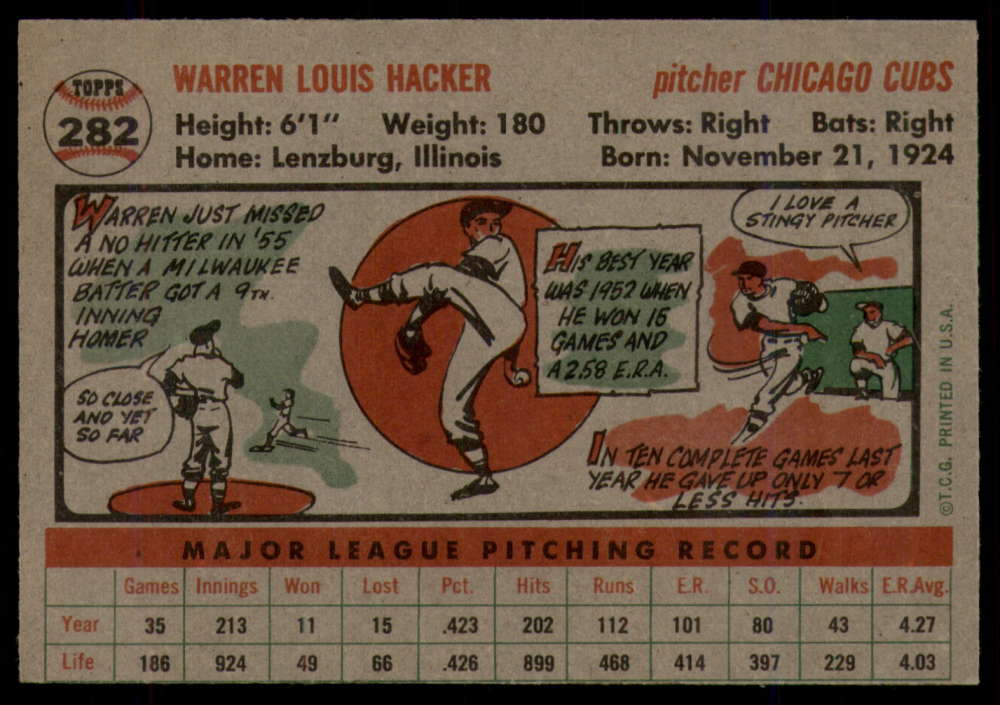 TOPPS
282
WARREN LOUIS HACKER
pitcher CHICAGO CUBS
Height: 6'1" Weight: 180 Throws: Right Bats: Right
Home: Lenzburg, Illinois Born: November 21, 1924
WARREN JUST MISSED
A NO HITTER IN '55
WHEN A MILWAUKEE
BATTER GOT A 9TH
INNING
HOMER
SO CLOSE
AND YET
SO FAR
HIS BEST YEAR
WAS 1952 WHEN
HE WON 15
GAMES AND
A 2.58 E.R.A.
I LOVE A
STINGY PITCHER
IN TEN COMPLETE GAMES LAST
YEAR HE GAVE UP ONLY 7 OR
LESS HITS.
©T.C.G. PRINTED IN U.S.A.
MAJOR LEAGUE PITCHING RECORD
Games Innings Won Lost Pct. Hits Runs E.R. S.O. Walks E.R.Avg.
Year 35 213 11 15 .423 202 112 101 80 43 4.27
Life 186 924 49 66 .426 899 468 414 397 229 4.03